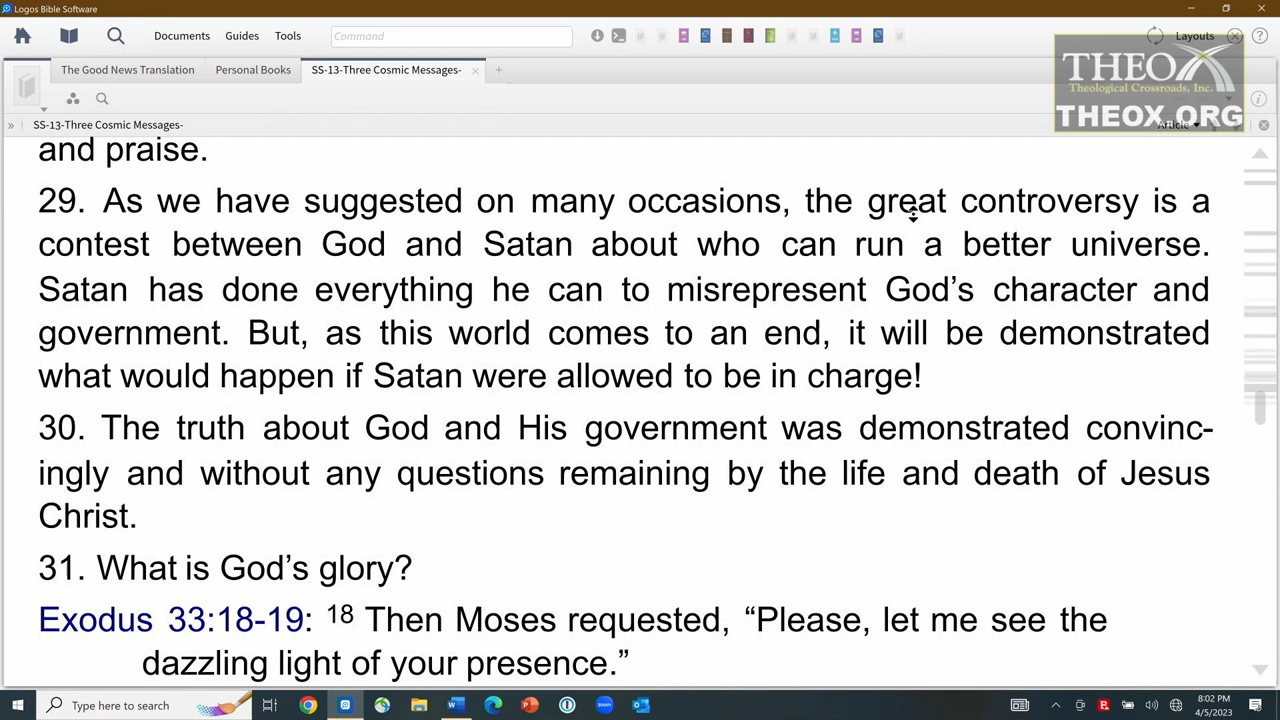 Logos Bible Software
Documents Guides Tools Command Layouts
THEOX
Theological Crossroads, Inc.
THEOX.ORG
The Good News Translation Personal Books SS-13-Three Cosmic Messages-
SS-13-Three Cosmic Messages- Article
and praise.
29. As we have suggested on many occasions, the great controversy is a
contest between God and Satan about who can run a better universe.
Satan has done everything he can to misrepresent God’s character and
government. But, as this world comes to an end, it will be demonstrated
what would happen if Satan were allowed to be in charge!
30. The truth about God and His government was demonstrated convinc-
ingly and without any questions remaining by the life and death of Jesus
Christ.
31. What is God’s glory?
Exodus 33:18-19: 18 Then Moses requested, “Please, let me see the
dazzling light of your presence.”
Type here to search
8:02 PM
4/5/2023